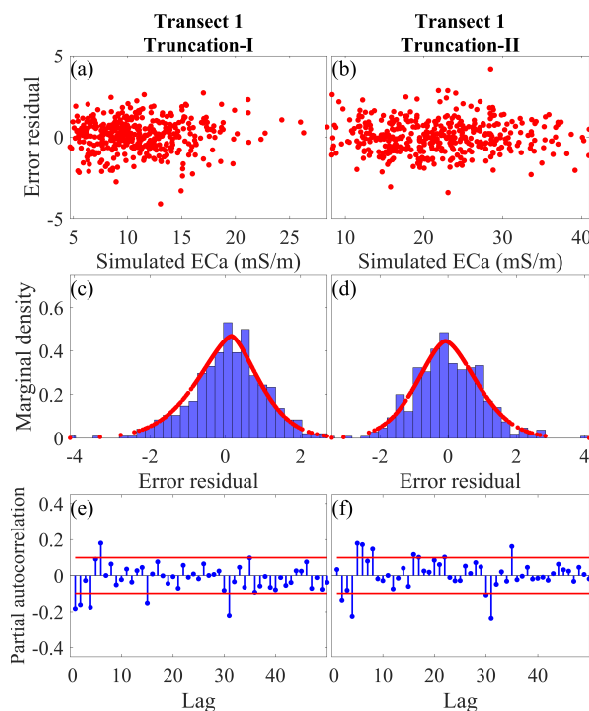 Transect 1 Transect 1
Truncation-I Truncation-II
(a) (b)
Error residual
5
0
-5
5 10 15 20 25 10 20 30 40
Simulated ECa (mS/m) Simulated ECa (mS/m)
(c) (d)
Marginal density
0.6
0.4
0.2
0
-4 -2 0 2 -2 0 2 4
Error residual Error residual
(e) (f)
Partial autocorrelation
0.4
0.2
0
-0.2
-0.4
0 10 20 30 40 0 20 40
Lag Lag